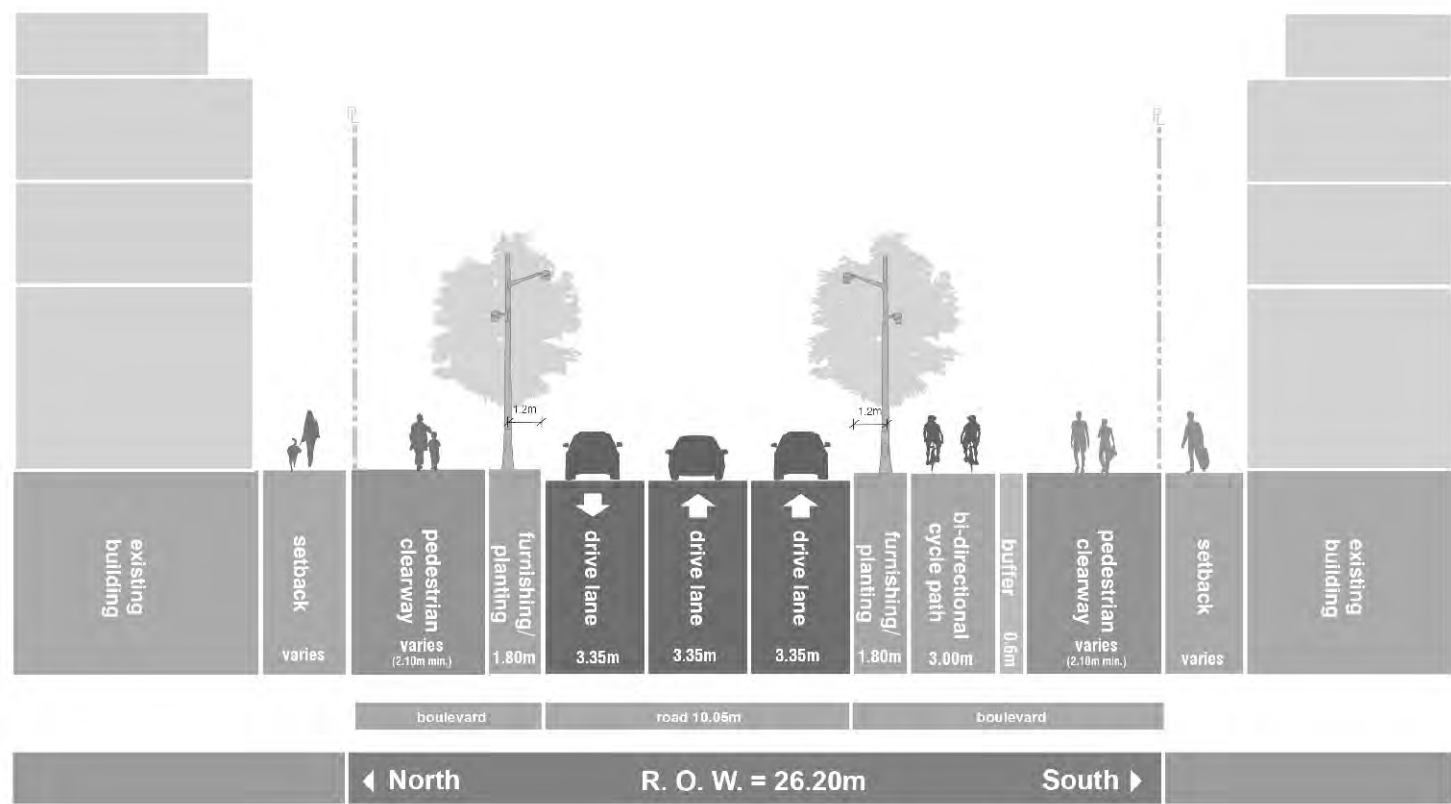 PL
PL
1.2m
1.2m
existing
building
setback
varies
pedestrian
clearway
varies
(2.10m min.)
furnishing/
planting
1.80m
drive lane
3.35m
drive lane
3.35m
drive lane
3.35m
furnishing/
planting
1.80m
bi-directional
cycle path
3.00m
buffer
0.6m
pedestrian
clearway
varies
(2.10m min.)
setback
varies
existing
building
boulevard
road 10.05m
boulevard
North
R. O. W. = 26.20m
South